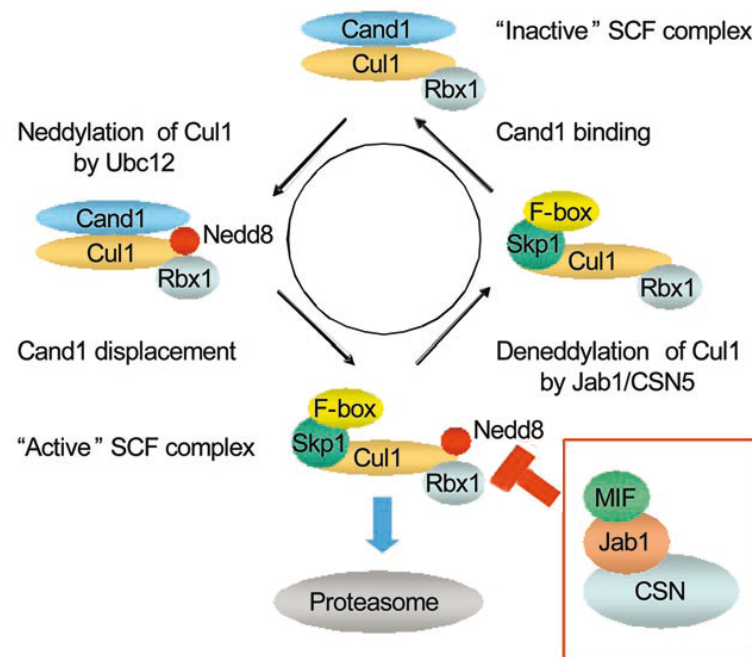 Cand1
Cul1
Rbx1
“Inactive” SCF complex
Neddylation of Cul1
by Ubc12
Cand1 binding
Cand1
Cul1
Nedd8
Rbx1
F-box
Skp1
Cul1
Rbx1
Cand1 displacement
Deneddylation of Cul1
by Jab1/CSN5
“Active” SCF complex
F-box
Skp1
Cul1
Nedd8
Rbx1
MIF
Jab1
CSN
Proteasome